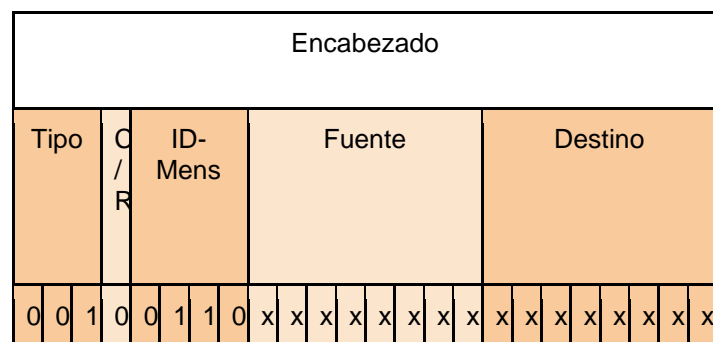 Encabezado
Tipo C ID- Fuente Destino
/ Mens
R
0 0 1 0 0 1 1 0 x x x x x x x x x x x x x x x x